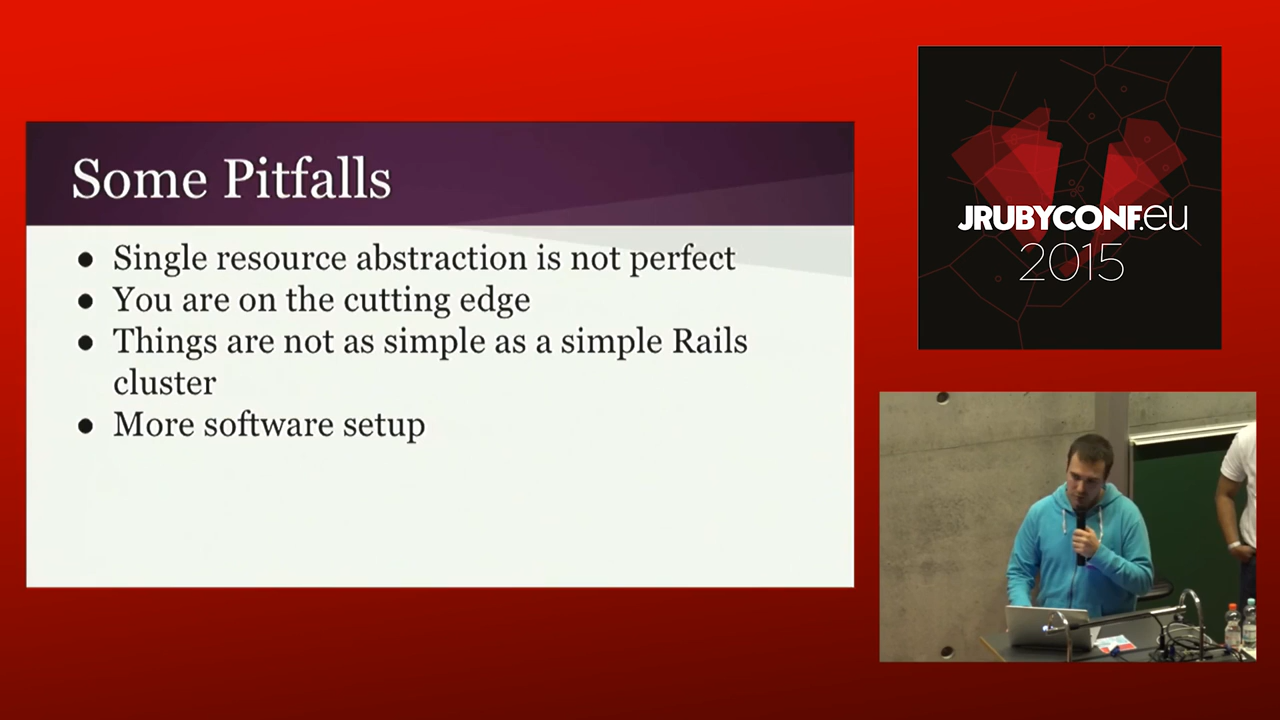 Some Pitfalls
● Single resource abstraction is not perfect
● You are on the cutting edge
● Things are not as simple as a simple Rails
cluster
● More software setup
JRUBYCONF.eu
2015